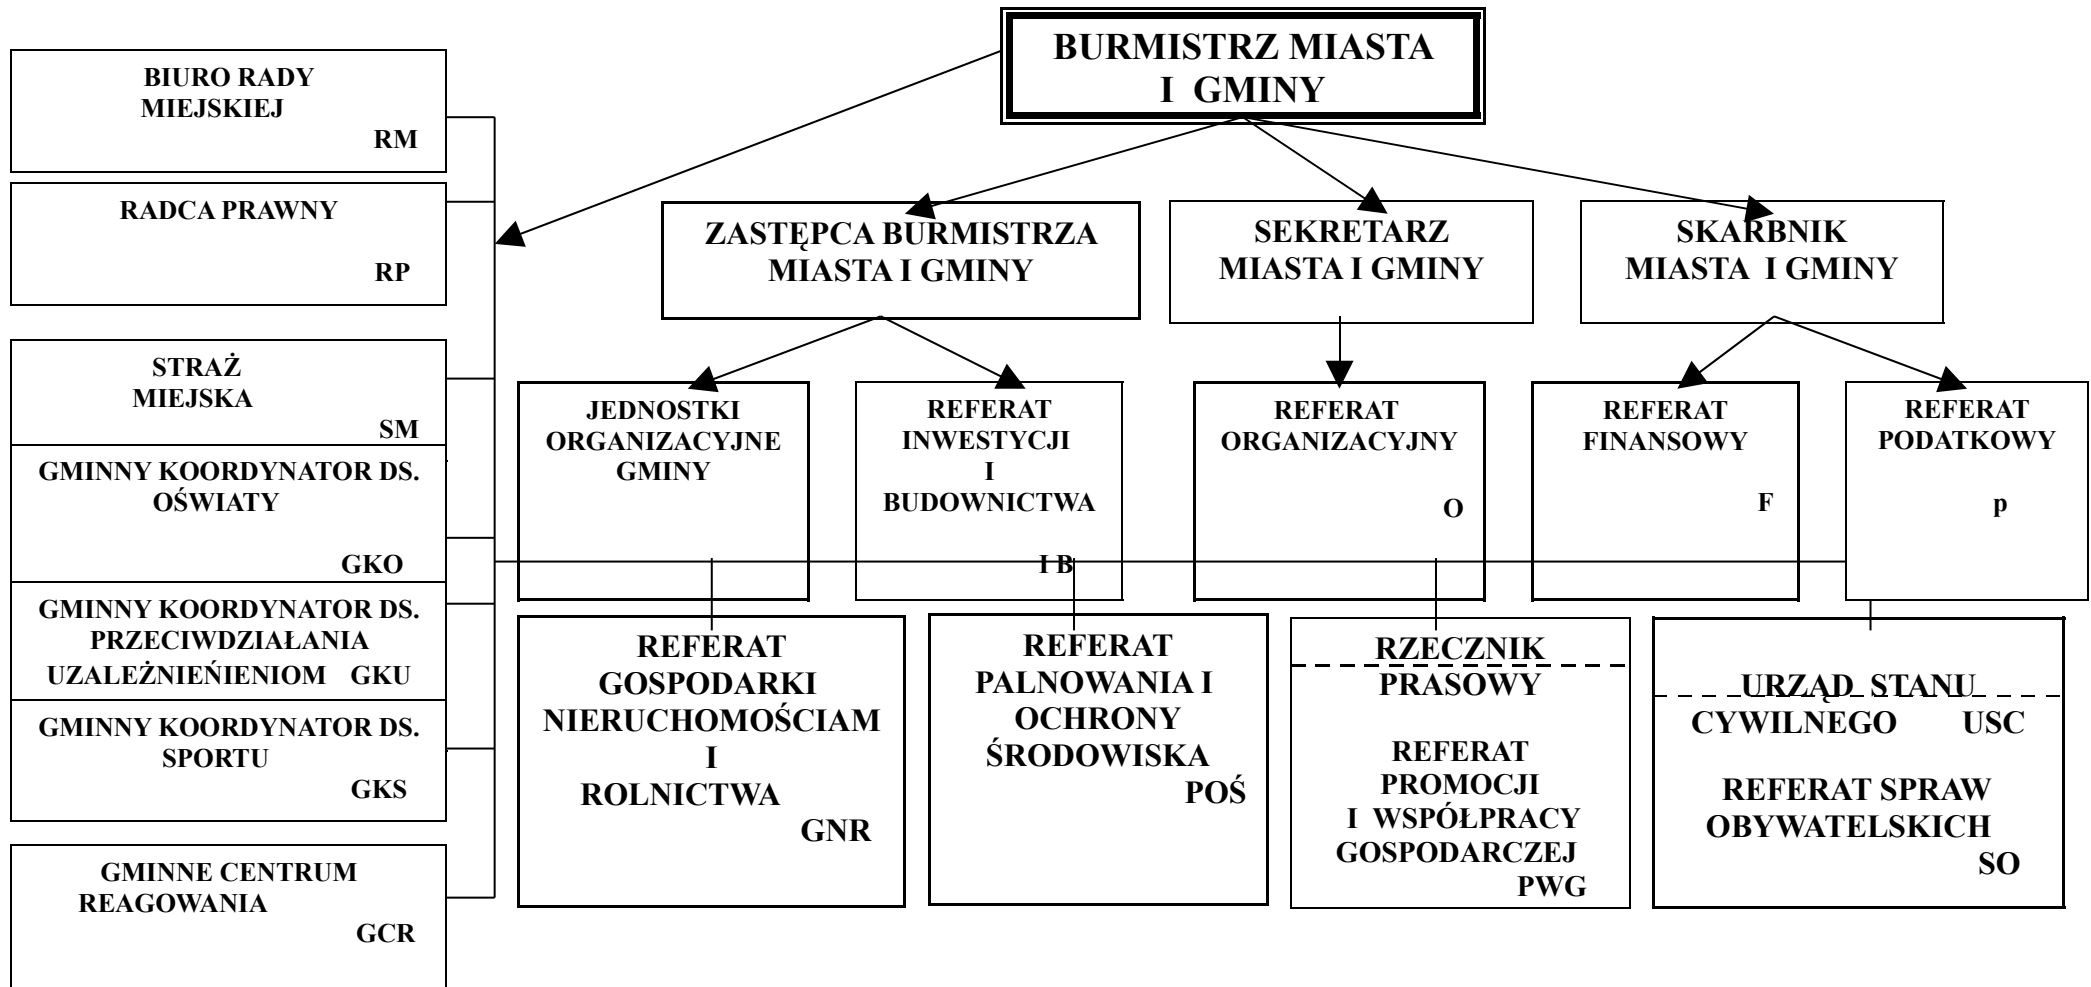 BURMISTRZ MIASTA
I GMINY
BIURO RADY
MIEJSKIEJ
RM
RADCA PRAWNY
RP
STRAŻ
MIEJSKA
SM
GMINNY KOORDYNATOR DS.
OŚWIATY
GKO
GMINNY KOORDYNATOR DS.
PRZECIWDZIAŁANIA
UZALEŻNIEŃIENIOM GKU
GMINNY KOORDYNATOR DS.
SPORTU
GKS
GMINNE CENTRUM
REAGOWANIA
GCR
ZASTĘPCA BURMISTRZA
MIASTA I GMINY
SEKRETARZ
MIASTA I GMINY
SKARBNIK
MIASTA I GMINY
JEDNOSTKI
ORGANIZACYJNE
GMINY
REFERAT
INWESTYCJI
I
BUDOWNICTWA
I B
REFERAT
ORGANIZACYJNY
O
REFERAT
FINANSOWY
F
REFERAT
PODATKOWY
p
REFERAT
GOSPODARKI
NIERUCHOMOŚCIAM
I
ROLNICTWA
GNR
REFERAT
PALNOWANIA I
OCHRONY
ŚRODOWISKA
POŚ
RZECZNIK
PRASOWY
REFERAT
PROMOCJI
I WSPÓŁPRACY
GOSPODARCZEJ
PWG
URZĄD STANU
CYWILNEGO USC
REFERAT SPRAW
OBYWATELSKICH
SO